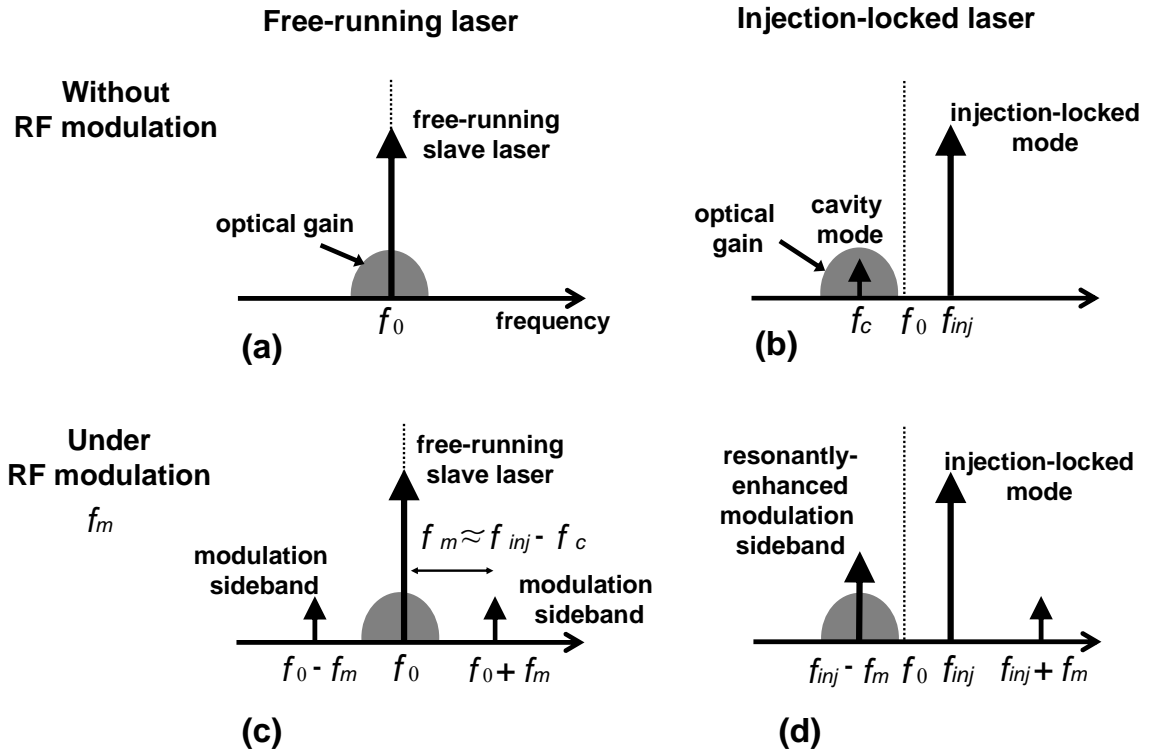 Free-running laser
Injection-locked laser
Without
RF modulation
free-running
slave laser
optical gain
f0
frequency
(a)
injection-locked
mode
optical
gain
cavity
mode
fc
f0
finj
(b)
Under
RF modulation
fm
free-running
slave laser
fm≈finj- fc
modulation
sideband
modulation
sideband
f0- fm
f0
f0+ fm
(c)
resonantly-
enhanced
modulation
sideband
injection-locked
mode
finj- fm
f0
finj
finj+ fm
(d)